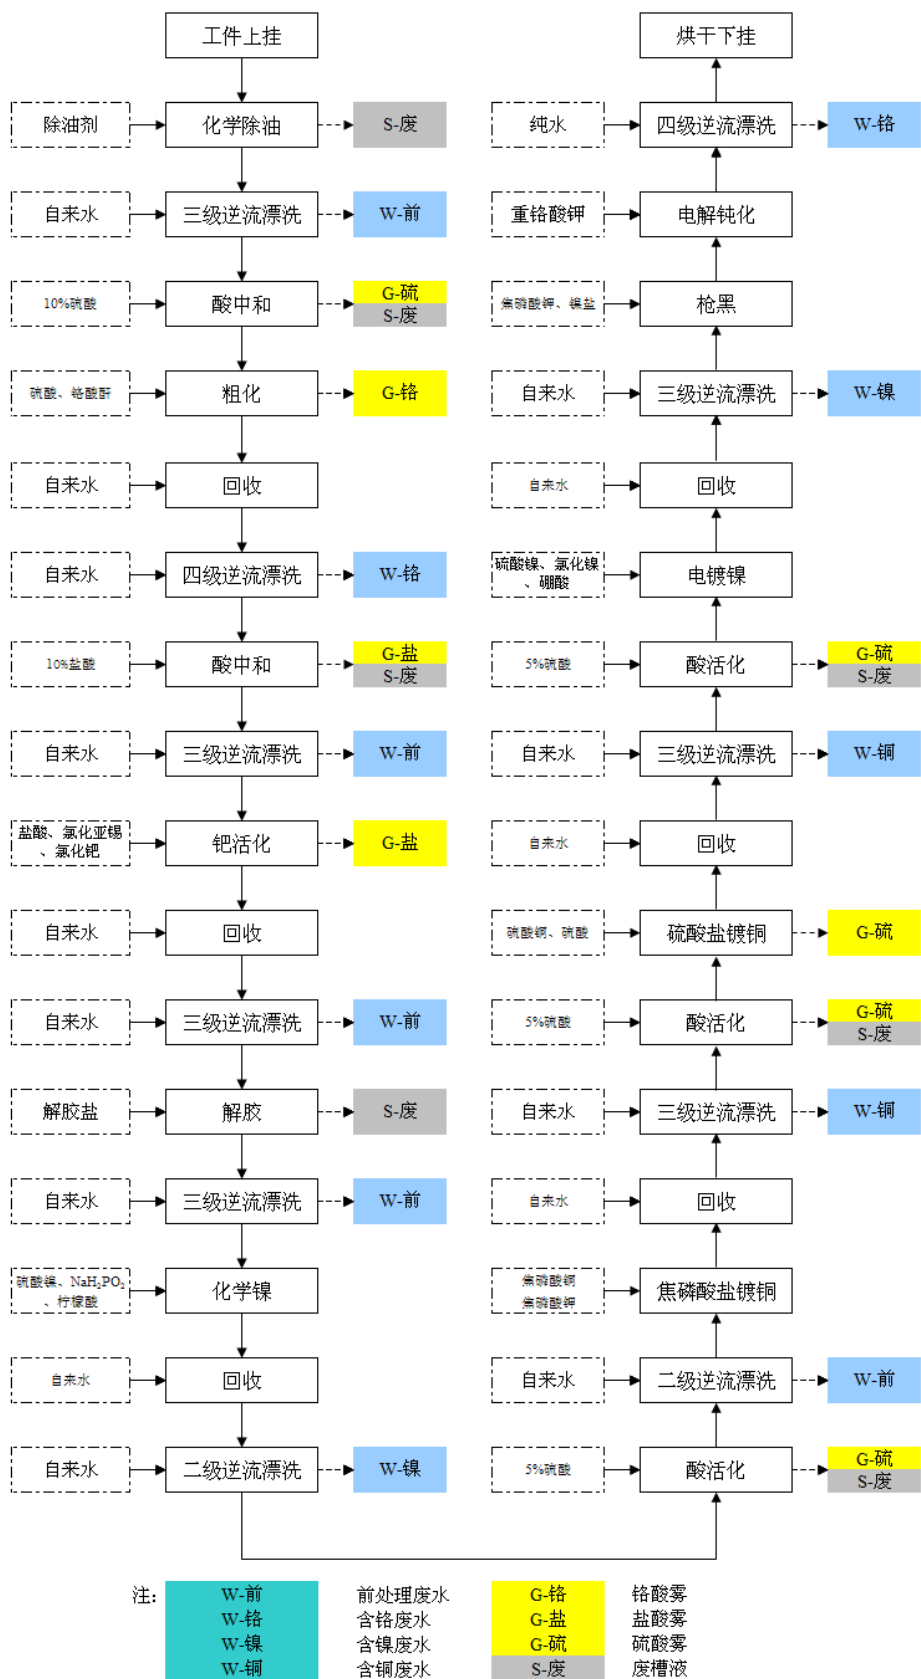 工件上挂
除油剂
化学除油
S-废
自来水
三级逆流漂洗
W-前
10%硫酸
酸中和
G-硫
S-废
硫酸、铬酸酐
粗化
G-铬
自来水
回收
自来水
四级逆流漂洗
W-铬
10%盐酸
酸中和
G-盐
S-废
自来水
三级逆流漂洗
W-前
盐酸、氯化亚锡
、氯化钯
钯活化
G-盐
自来水
回收
自来水
三级逆流漂洗
W-前
解胶盐
解胶
S-废
自来水
三级逆流漂洗
W-前
硫酸镍、NaH₂PO₂
、柠檬酸
化学镍
自来水
回收
自来水
二级逆流漂洗
W-镍
烘干下挂
纯水
四级逆流漂洗
W-铬
重铬酸钾
电解钝化
焦磷酸钾、镍盐
枪黑
自来水
三级逆流漂洗
W-镍
自来水
回收
硫酸镍、氯化镍
、硼酸
电镀镍
5%硫酸
酸活化
G-硫
S-废
自来水
三级逆流漂洗
W-铜
自来水
回收
硫酸铜、硫酸
硫酸盐镀铜
G-硫
5%硫酸
酸活化
G-硫
S-废
自来水
三级逆流漂洗
W-铜
自来水
回收
焦磷酸铜
焦磷酸钾
焦磷酸盐镀铜
自来水
二级逆流漂洗
W-前
5%硫酸
酸活化
G-硫
S-废
注： W-前 前处理废水 G-铬 铬酸雾
W-铬 含铬废水 G-盐 盐酸雾
W-镍 含镍废水 G-硫 硫酸雾
W-铜 含铜废水 S-废 废槽液